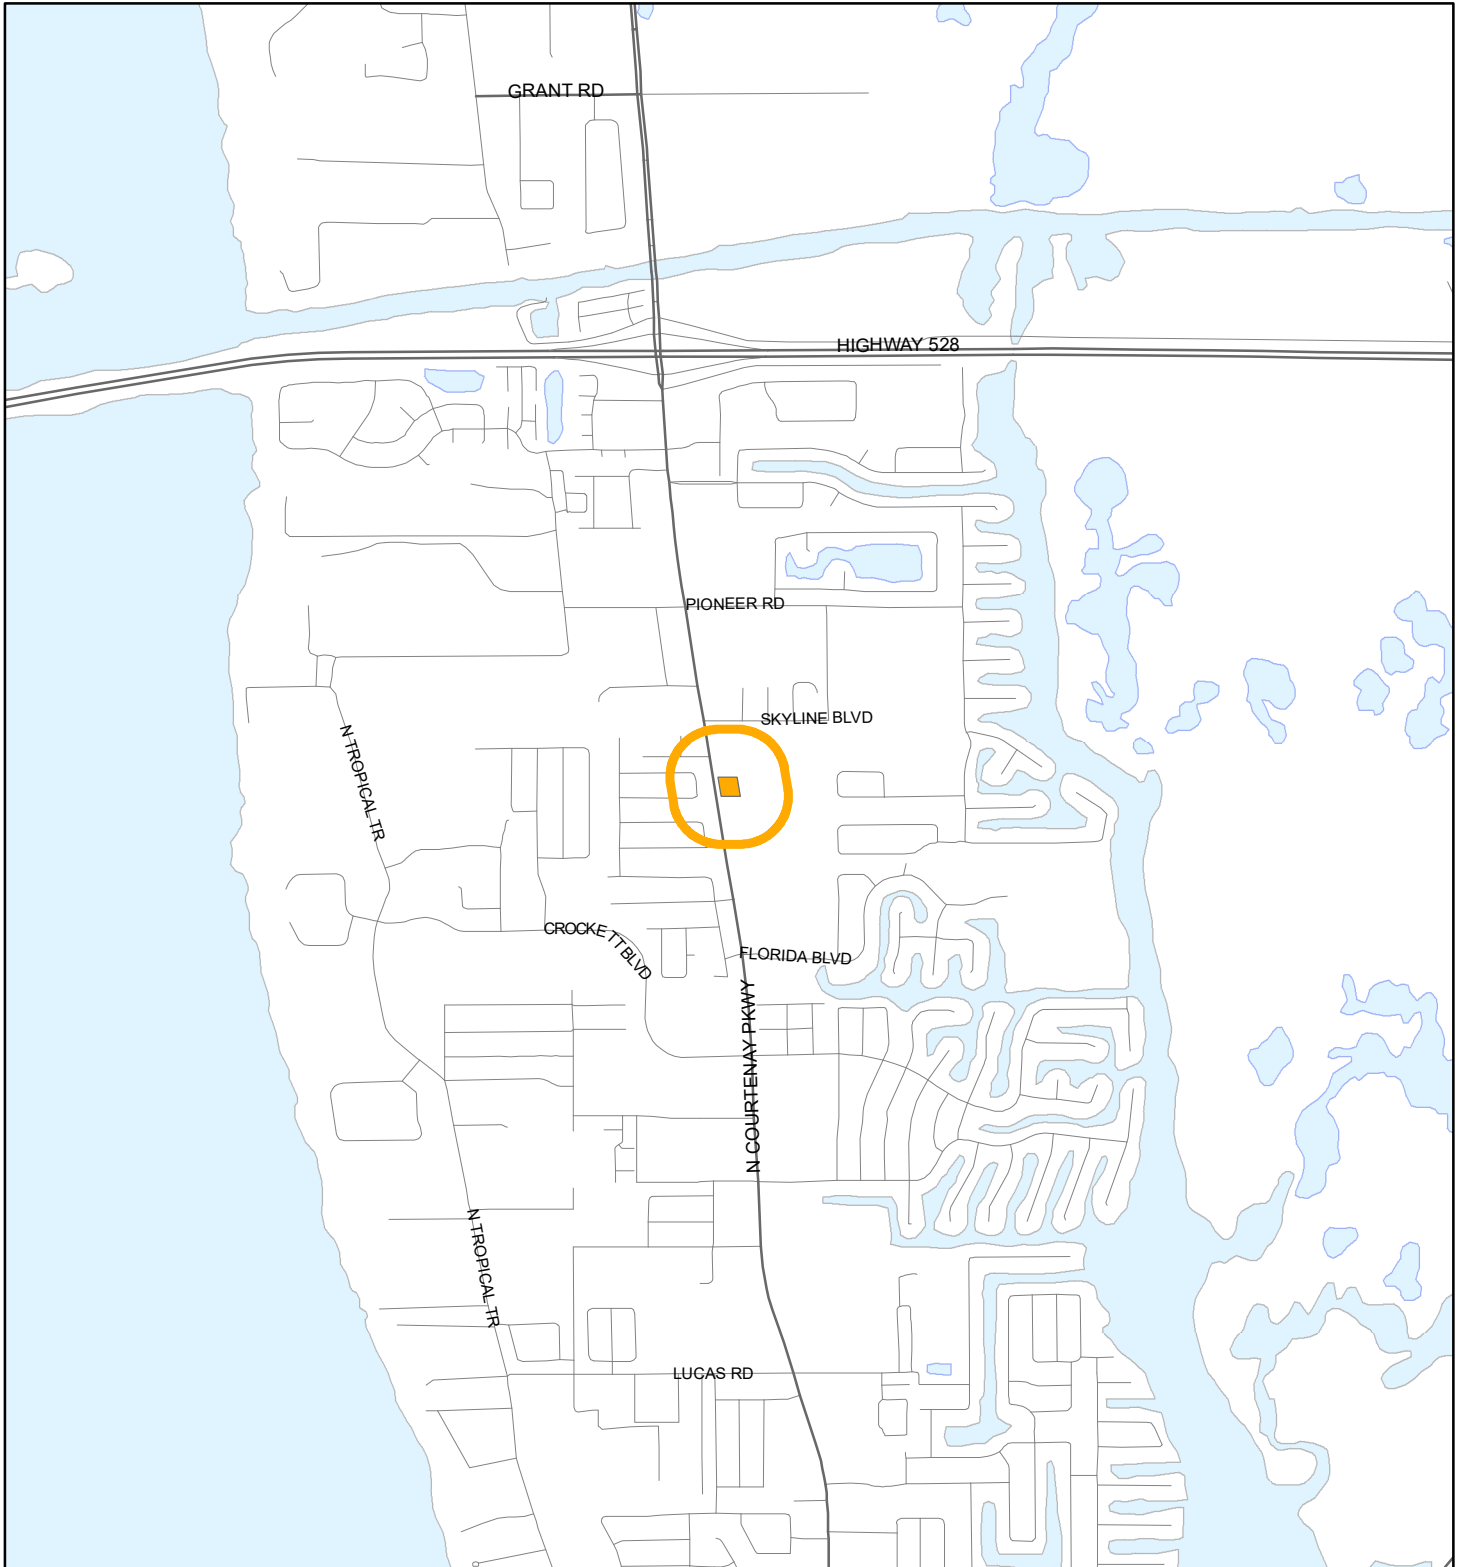 GRANT RD
HIGHWAY 528
PIONEER RD
SKYLINE BLVD
N TROPICAL TR
CROCKETT BLVD
FLORIDA BLVD
N COURTENAY PKWY
N TROPICAL TR
LUCAS RD